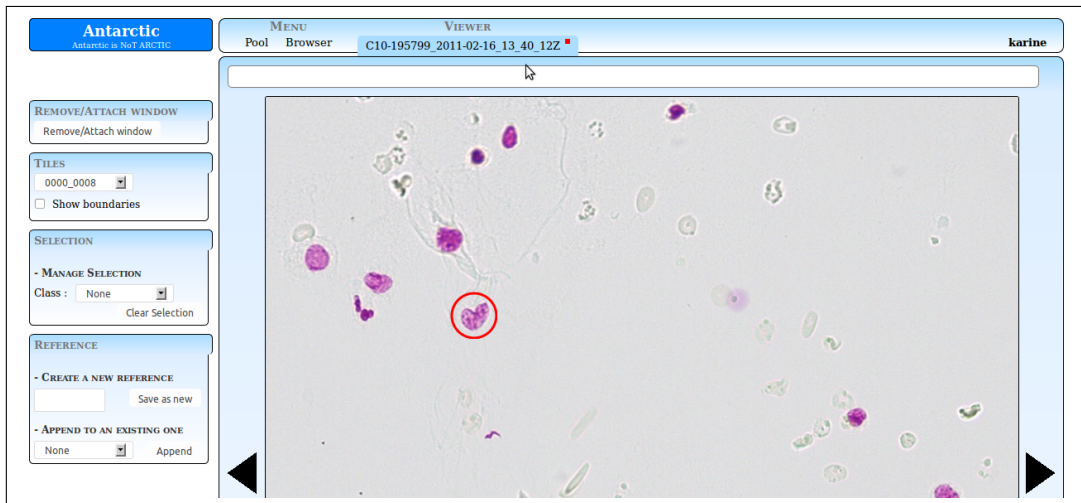 Antarctic
Antarctic is NoT ARCTIC
MENU
VIEWER
Pool
Browser
C10-195799_2011-02-16_13_40_12Z
karine
REMOVE/ATTACH WINDOW
Remove/Attach window
TILES
0000_0008
Show boundaries
SELECTION
- MANAGE SELECTION
Class : None
Clear Selection
REFERENCE
- CREATE A NEW REFERENCE
Save as new
- APPEND TO AN EXISTING ONE
None
Append